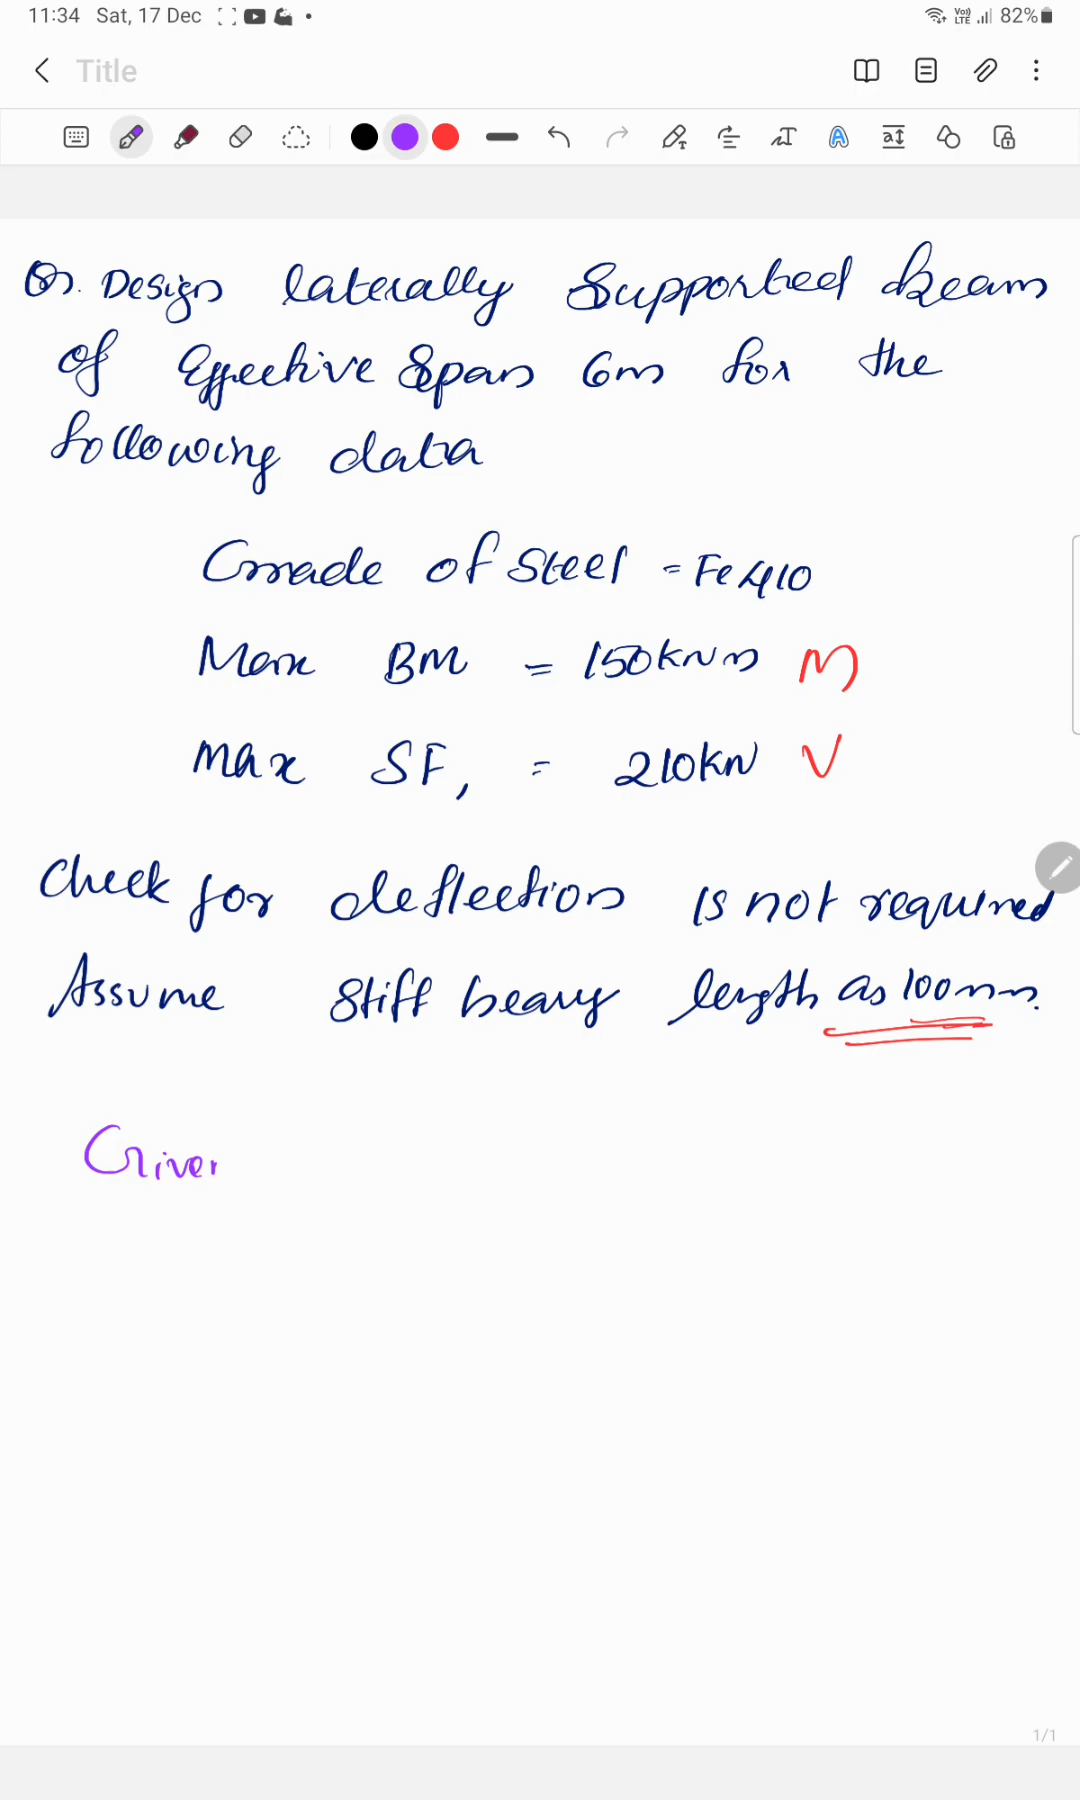 11:34 Sat, 17 Dec 82%
Title
Qs. Design laterally Supported beam
of Effective Span 6m for the
following data
Grade of Steel = Fe410
Max BM = 150kNm M
Max SF, = 210kN V
Check for deflection is not required
Assume Stiff beary length as 100mm.
Given
1/1